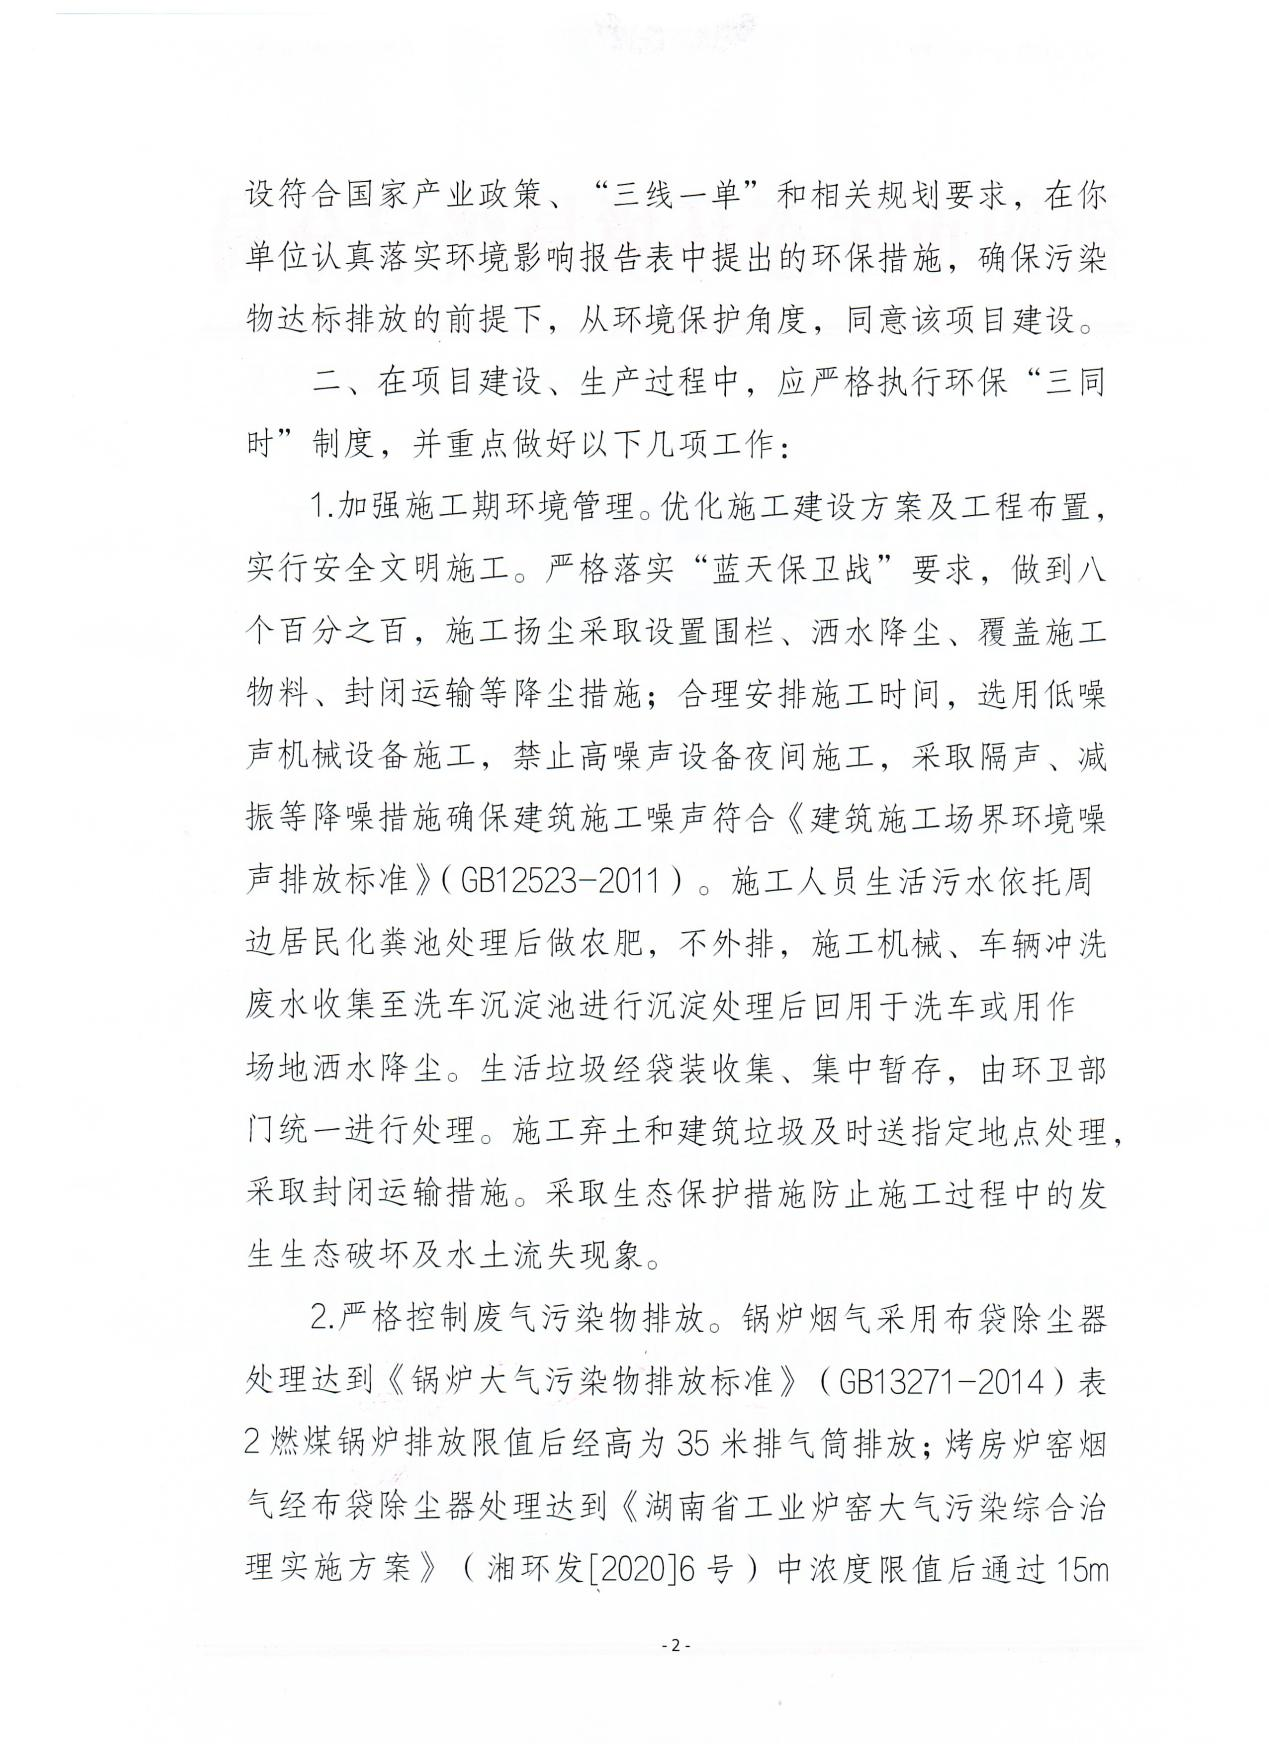 设符合国家产业政策、“三线一单”和相关规划要求，在你
单位认真落实环境影响报告表中提出的环保措施，确保污染
物达标排放的前提下，从环境保护角度，同意该项目建设。
二、在项目建设、生产过程中，应严格执行环保“三同
时”制度，并重点做好以下几项工作：
1.加强施工期环境管理。优化施工建设方案及工程布置，
实行安全文明施工。严格落实“蓝天保卫战”要求，做到八
个百分之百，施工扬尘采取设置围栏、洒水降尘、覆盖施工
物料、封闭运输等降尘措施；合理安排施工时间，选用低噪
声机械设备施工，禁止高噪声设备夜间施工，采取隔声、减
振等降噪措施确保建筑施工噪声符合《建筑施工场界环境噪
声排放标准》（GB12523-2011）。施工人员生活污水依托周
边居民化粪池处理后做农肥，不外排，施工机械、车辆冲洗
废水收集至洗车沉淀池进行沉淀处理后回用于洗车或用作
场地洒水降尘。生活垃圾经袋装收集、集中暂存，由环卫部
门统一进行处理。施工弃土和建筑垃圾及时送指定地点处理，
采取封闭运输措施。采取生态保护措施防止施工过程中的发
生生态破坏及水土流失现象。
2.严格控制废气污染物排放。锅炉烟气采用布袋除尘器
处理达到《锅炉大气污染物排放标准》（GB13271-2014）表
2燃煤锅炉排放限值后经高为35米排气筒排放；烤房炉窑烟
气经布袋除尘器处理达到《湖南省工业炉窑大气污染综合治
理实施方案》（湘环发[2020]6号）中浓度限值后通过15m
-2-